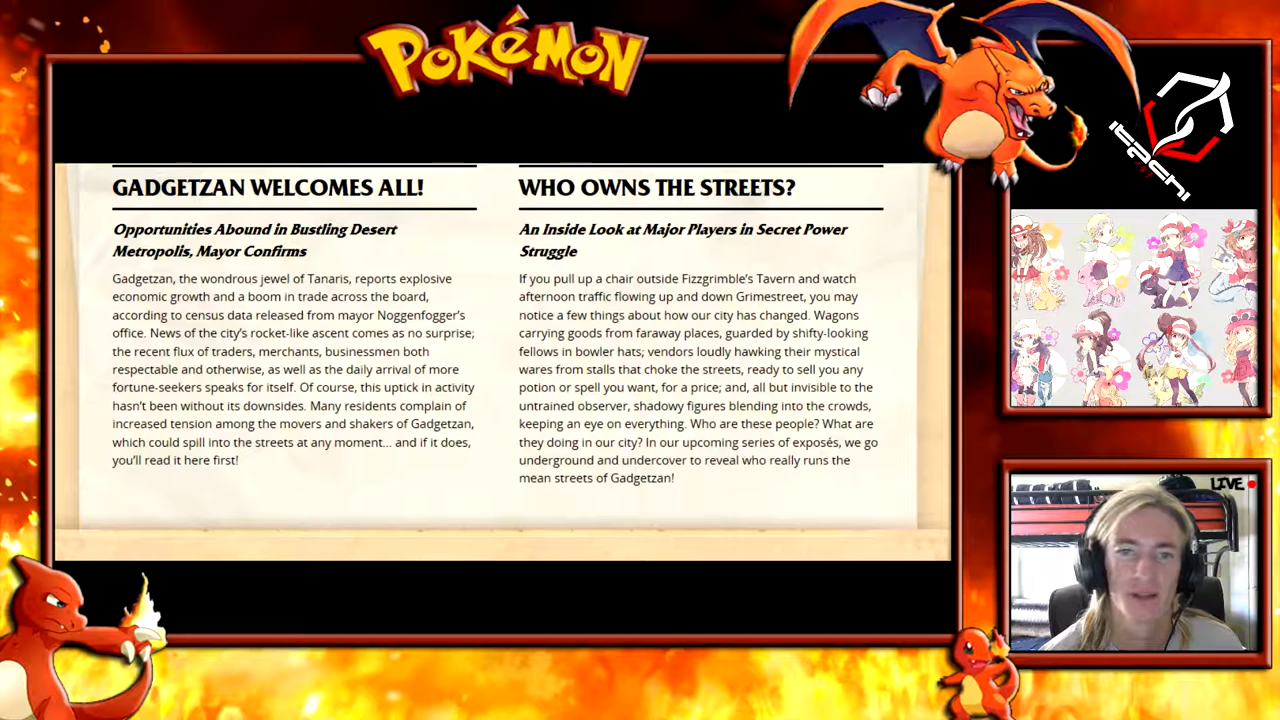 POKéMON
ITACHI
GADGETZAN WELCOMES ALL!
Opportunities Abound in Bustling Desert
Metropolis, Mayor Confirms
Gadgetzan, the wondrous jewel of Tanaris, reports explosive
economic growth and a boom in trade across the board,
according to census data released from mayor Noggenfogger's
office. News of the city's rocket-like ascent comes as no surprise;
the recent flux of traders, merchants, businessmen both
respectable and otherwise, as well as the daily arrival of more
fortune-seekers speaks for itself. Of course, this uptick in activity
hasn't been without its downsides. Many residents complain of
increased tension among the movers and shakers of Gadgetzan,
which could spill into the streets at any moment... and if it does,
you'll read it here first!
WHO OWNS THE STREETS?
An Inside Look at Major Players in Secret Power
Struggle
If you pull up a chair outside Fizzgrimble's Tavern and watch
afternoon traffic flowing up and down Grimestreet, you may
notice a few things about how our city has changed. Wagons
carrying goods from faraway places, guarded by shifty-looking
fellows in bowler hats; vendors loudly hawking their mystical
wares from stalls that choke the streets, ready to sell you any
potion or spell you want, for a price; and, all but invisible to the
untrained observer, shadowy figures blending into the crowds,
keeping an eye on everything. Who are these people? What are
they doing in our city? In our upcoming series of exposés, we go
underground and undercover to reveal who really runs the
mean streets of Gadgetzan!
LIVE